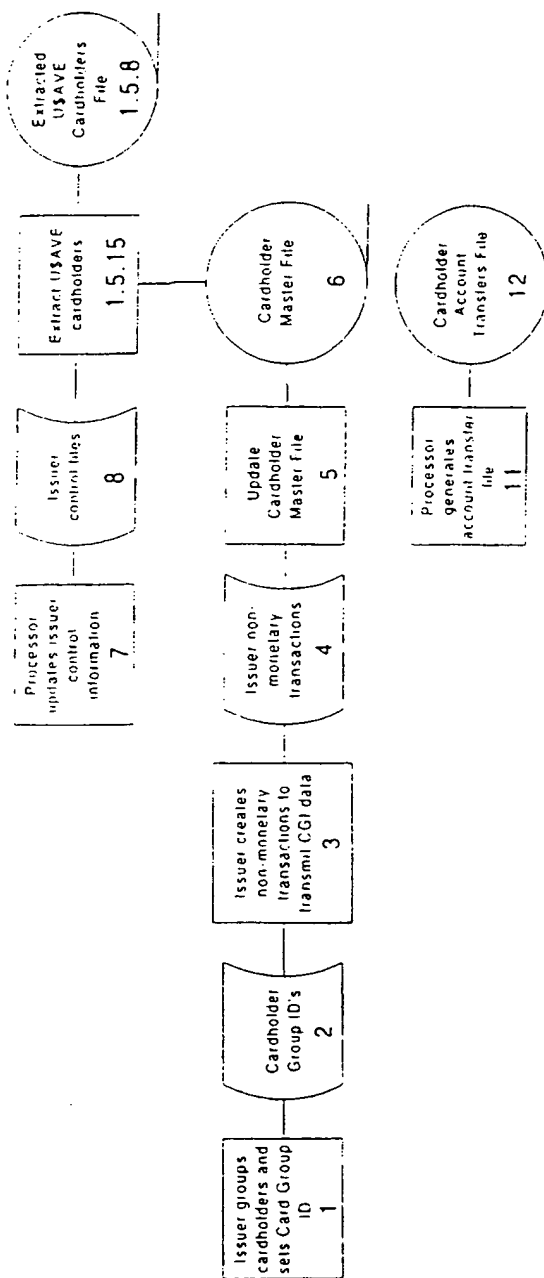 Processor
updates issuer
control
information
7
Issuer
control files
8
Extract U$AVE
cardholders
1.5.15
Extracted
U$AVE
Cardholders
File
1.5.8
Issuer groups
cardholders and
sets Card Group
ID
1
Cardholder
Group ID's
2
Issuer creates
non-monetary
transactions to
transmit CGI data
3
Issuer non-
monetary
transactions
4
Update
Cardholder
Master File
5
Cardholder
Master File
6
Processor
generates
account transfer
file
11
Cardholder
Account
Transfers File
12